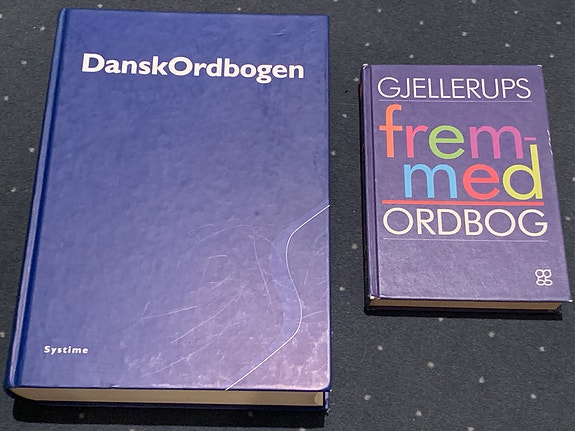 DanskOrdbogen
Systime
GJELLERUPS
frem-
med
ORDBOG